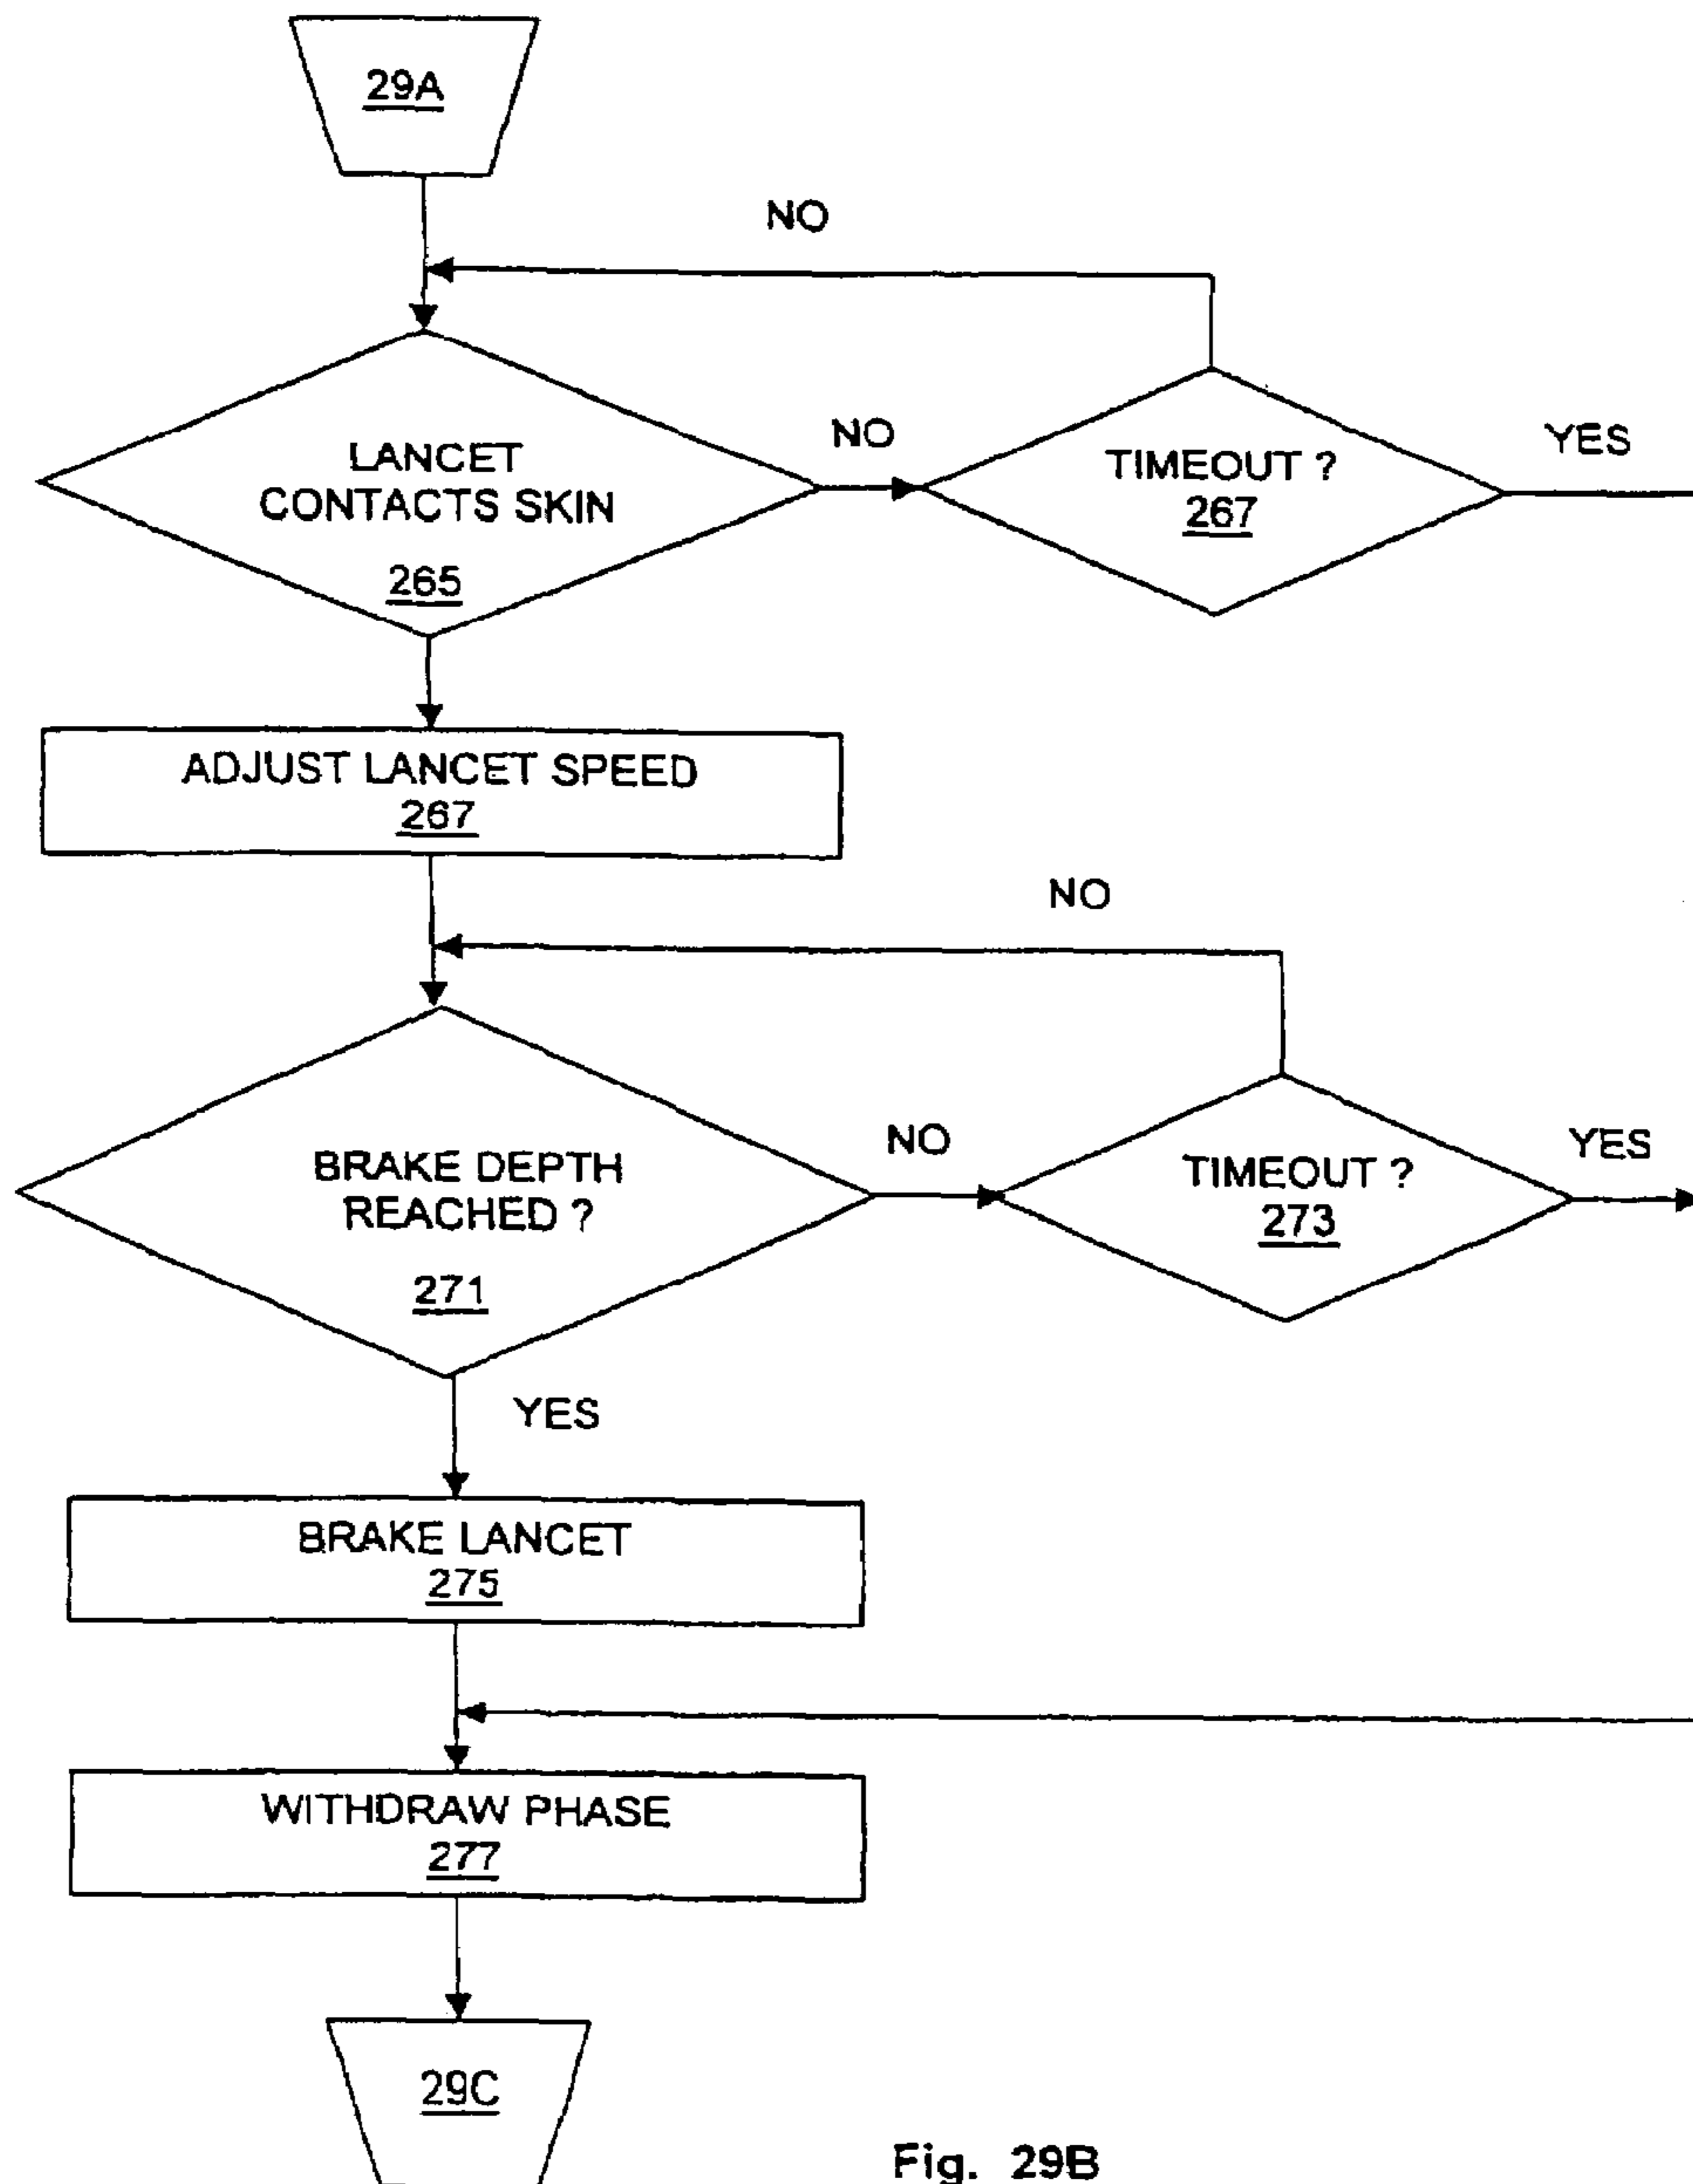 29A
NO
LANCET
CONTACTS SKIN
265
NO
TIMEOUT ?
267
YES
ADJUST LANCET SPEED
267
NO
BRAKE DEPTH
REACHED ?
271
NO
TIMEOUT ?
273
YES
YES
BRAKE LANCET
275
WITHDRAW PHASE
277
29C
Fig. 29B